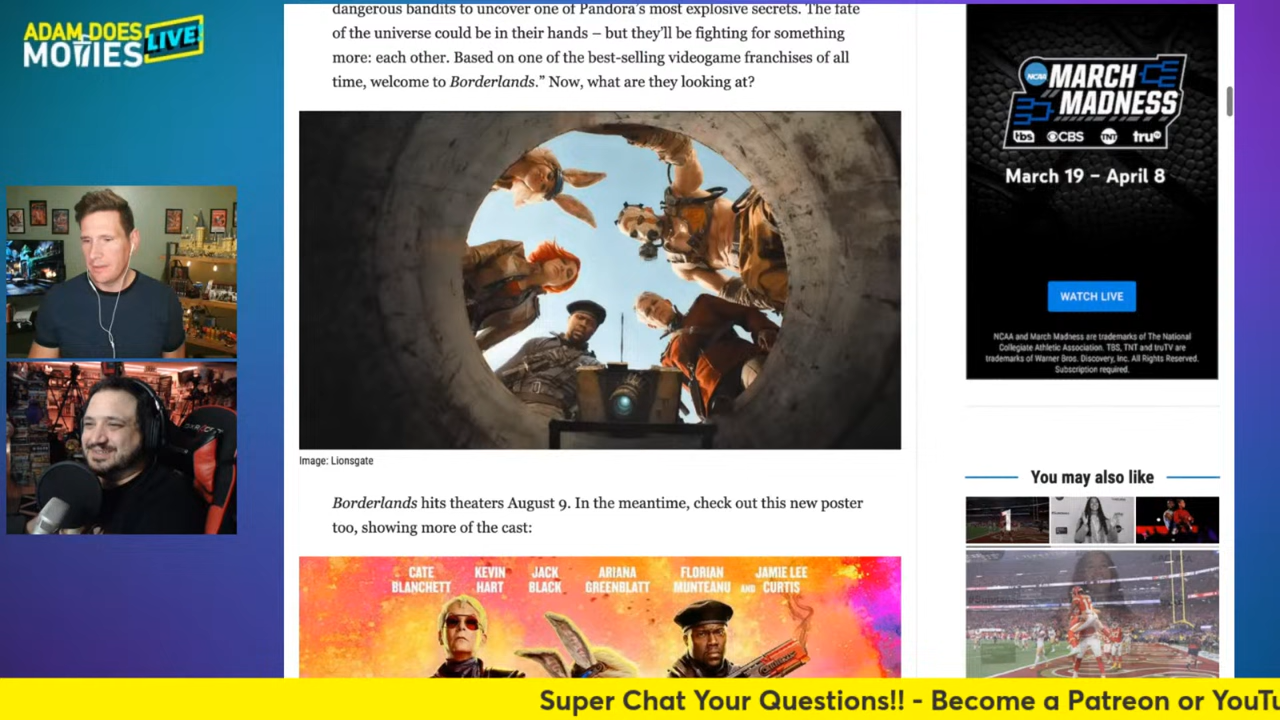 ADAM DOES
MOVIES LIVE!
dangerous bandits to uncover one of Pandora's most explosive secrets. The fate
of the universe could be in their hands – but they'll be fighting for something
more: each other. Based on one of the best-selling videogame franchises of all
time, welcome to Borderlands." Now, what are they looking at?
Image: Lionsgate
Borderlands hits theaters August 9. In the meantime, check out this new poster
too, showing more of the cast:
CATE BLANCHETT
KEVIN HART
JACK BLACK
ARIANA GREENBLATT
FLORIAN MUNTEANU
AND JAMIE LEE CURTIS
NCAA
MARCH
MADNESS
tbs CBS TNT tru
March 19 – April 8
WATCH LIVE
NCAA and March Madness are trademarks of The National
Collegiate Athletic Association. TBS, TNT and truTV are
trademarks of Warner Bros. Discovery, Inc. All Rights Reserved.
Subscription required.
You may also like
Super Chat Your Questions!! - Become a Patreon or YouTu